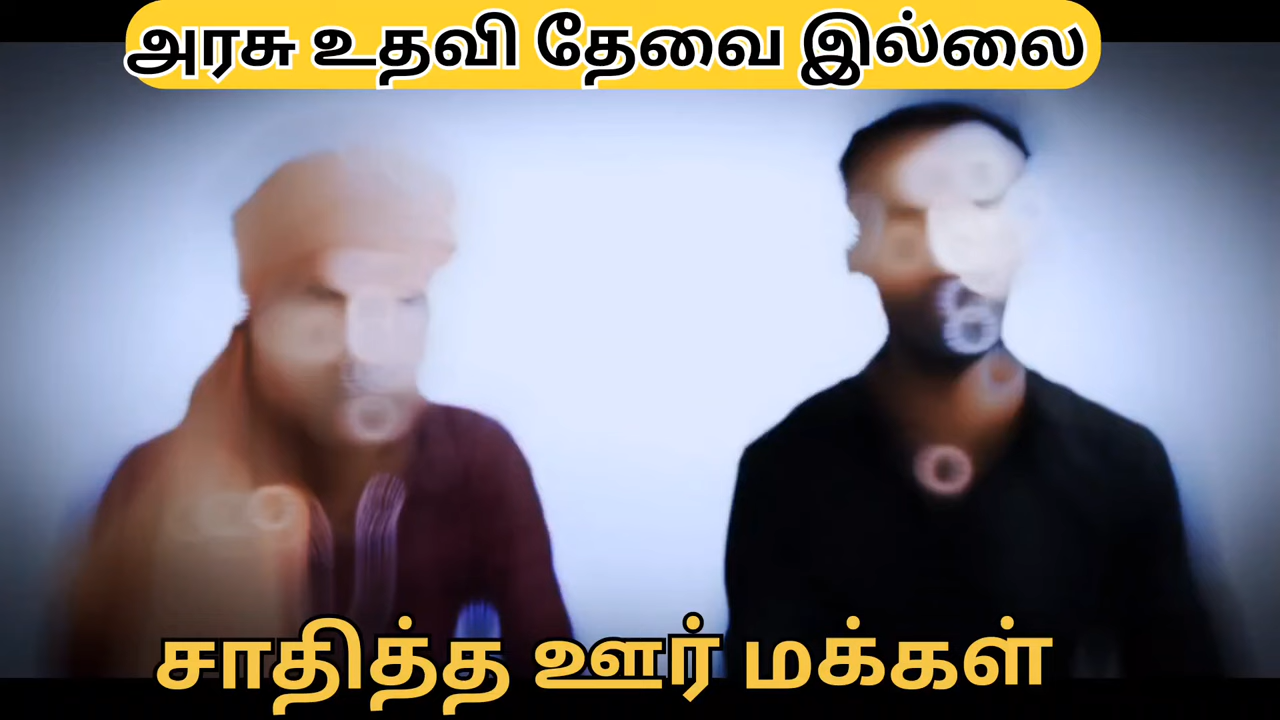 அரசு உதவி தேவை இல்லை
சாதித்த ஊர் மக்கள்